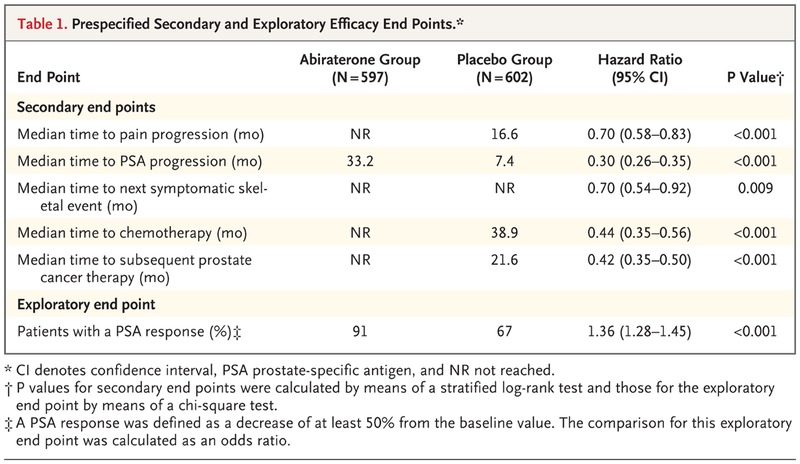 Table 1. Prespecified Secondary and Exploratory Efficacy End Points.*
End Point Abiraterone Group (N=597) Placebo Group (N=602) Hazard Ratio (95% CI) P Value†
Secondary end points
Median time to pain progression (mo) NR 16.6 0.70 (0.58–0.83) <0.001
Median time to PSA progression (mo) 33.2 7.4 0.30 (0.26–0.35) <0.001
Median time to next symptomatic skel-
etal event (mo) NR NR 0.70 (0.54–0.92) 0.009
Median time to chemotherapy (mo) NR 38.9 0.44 (0.35–0.56) <0.001
Median time to subsequent prostate
cancer therapy (mo) NR 21.6 0.42 (0.35–0.50) <0.001
Exploratory end point
Patients with a PSA response (%)‡ 91 67 1.36 (1.28–1.45) <0.001
* CI denotes confidence interval, PSA prostate-specific antigen, and NR not reached.
† P values for secondary end points were calculated by means of a stratified log-rank test and those for the exploratory
end point by means of a chi-square test.
‡ A PSA response was defined as a decrease of at least 50% from the baseline value. The comparison for this exploratory
end point was calculated as an odds ratio.